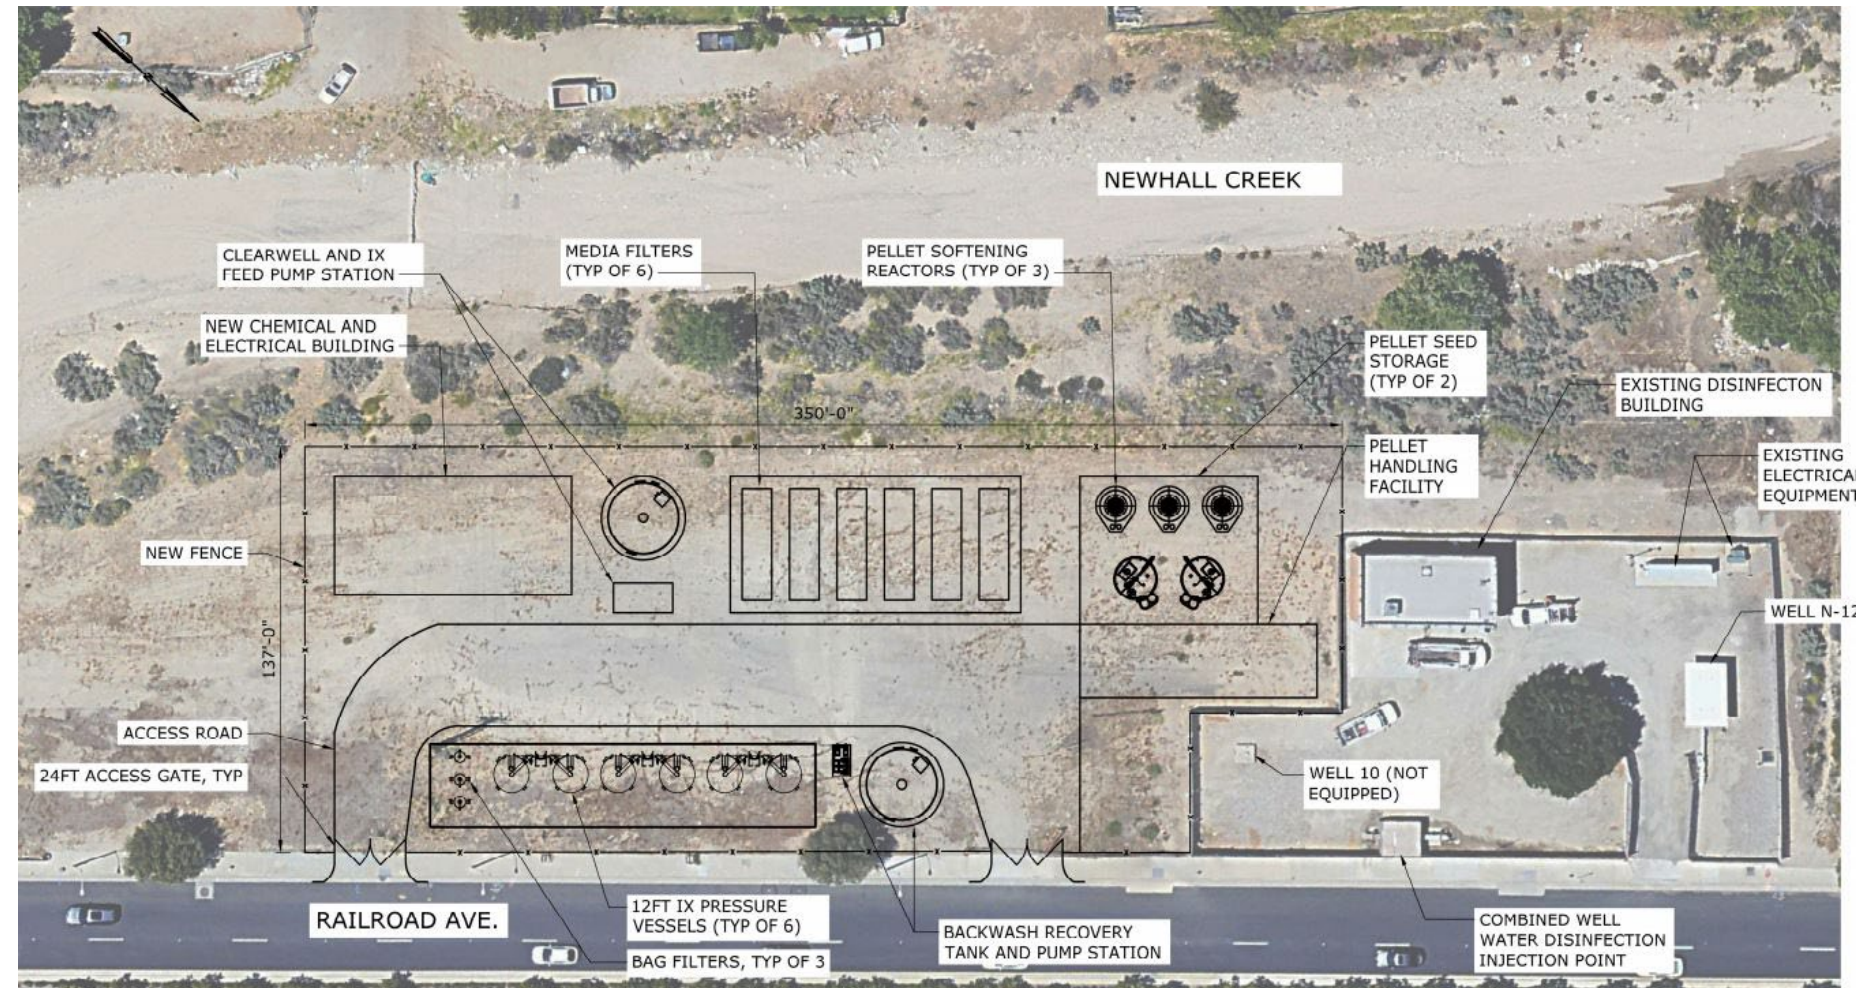 NEWHALL CREEK
CLEARWELL AND IX
FEED PUMP STATION
MEDIA FILTERS
(TYP OF 6)
PELLET SOFTENING
REACTORS (TYP OF 3)
NEW CHEMICAL AND
ELECTRICAL BUILDING
PELLET SEED
STORAGE
(TYP OF 2)
EXISTING DISINFECTON
BUILDING
350'-0"
PELLET
HANDLING
FACILITY
EXISTING
ELECTRICAL
EQUIPMENT
NEW FENCE
WELL N-12
137'-0"
ACCESS ROAD
24FT ACCESS GATE, TYP
WELL 10 (NOT
EQUIPPED)
RAILROAD AVE.
12FT IX PRESSURE
VESSELS (TYP OF 6)
BAG FILTERS, TYP OF 3
BACKWASH RECOVERY
TANK AND PUMP STATION
COMBINED WELL
WATER DISINFECTION
INJECTION POINT